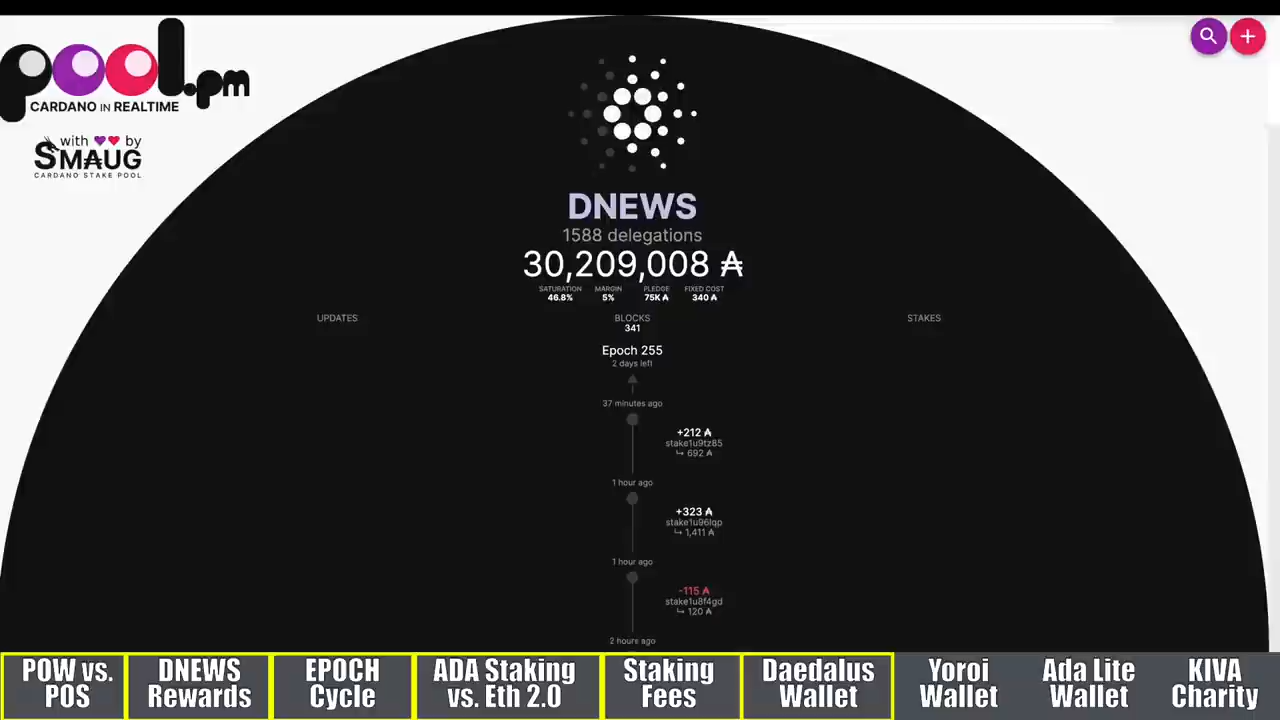 pool.pm
CARDANO IN REALTIME
with by
SMAUG
CARDANO STAKE POOL
DNEWS
1588 delegations
30,209,008 ₳
SATURATION MARGIN PLEDGE FIXED COST
46.8% 5% 75K ₳ 340 ₳
UPDATES BLOCKS STAKES
341
Epoch 255
2 days left
37 minutes ago
+212 ₳
stake1u9tz85
↳ 692 ₳
1 hour ago
+323 ₳
stake1u96lqp
↳ 1,411 ₳
1 hour ago
-115 ₳
stake1u8f4gd
↳ 120 ₳
2 hours ago
POW vs.
POS
DNEWS
Rewards
EPOCH
Cycle
ADA Staking
vs. Eth 2.0
Staking
Fees
Daedalus
Wallet
Yoroi
Wallet
Ada Lite
Wallet
KIVA
Charity